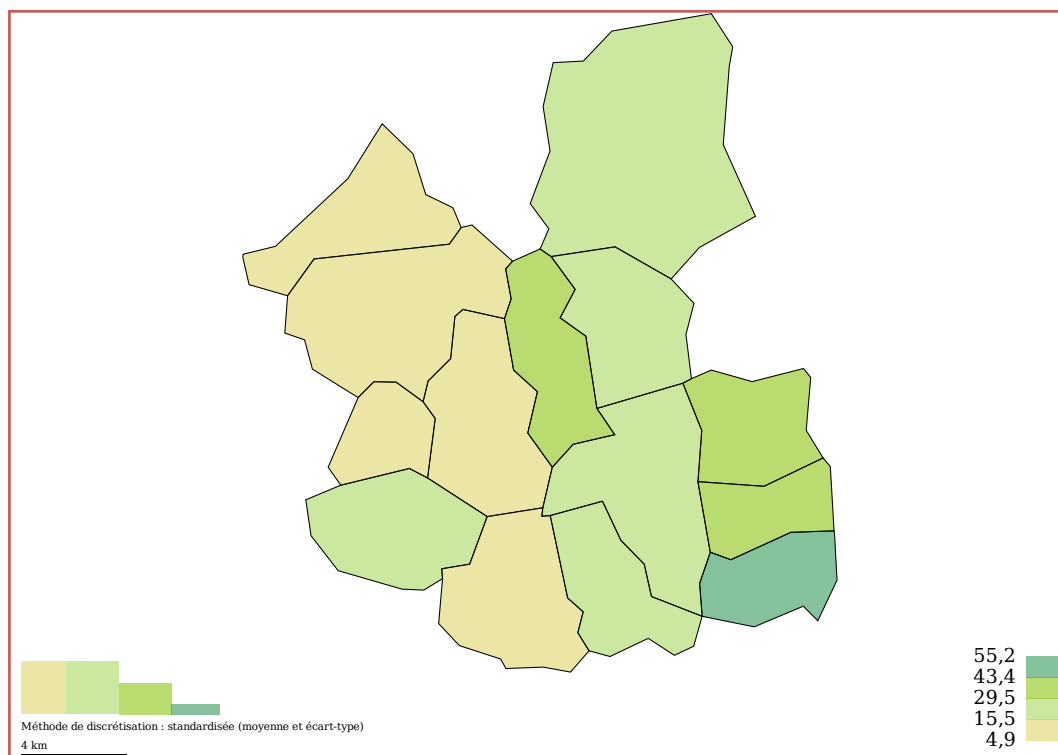 Méthode de discrétisation : standardisée (moyenne et écart-type)
4 km
55,2
43,4
29,5
15,5
4,9